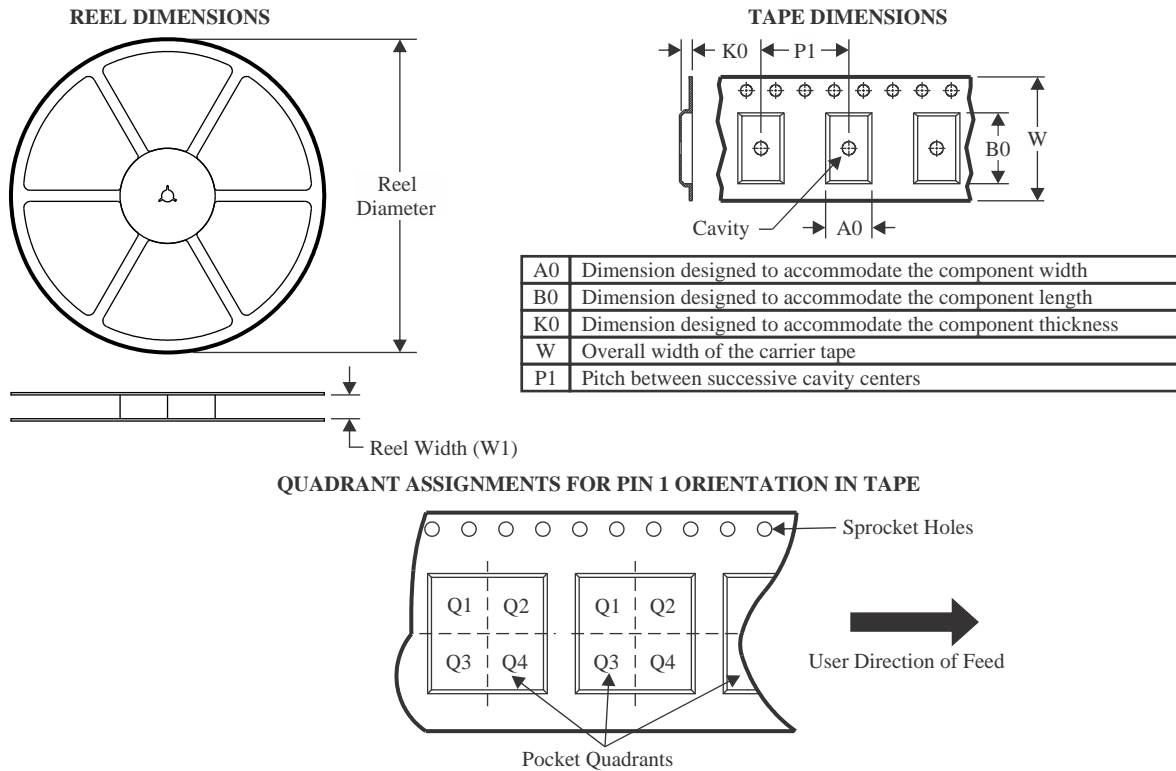 REEL DIMENSIONS
Reel
Diameter
Reel Width (W1)
TAPE DIMENSIONS
K0
P1
B0
W
Cavity
A0
A0 Dimension designed to accommodate the component width
B0 Dimension designed to accommodate the component length
K0 Dimension designed to accommodate the component thickness
W Overall width of the carrier tape
P1 Pitch between successive cavity centers
QUADRANT ASSIGNMENTS FOR PIN 1 ORIENTATION IN TAPE
Sprocket Holes
Q1 Q2 Q1 Q2
Q3 Q4 Q3 Q4
User Direction of Feed
Pocket Quadrants